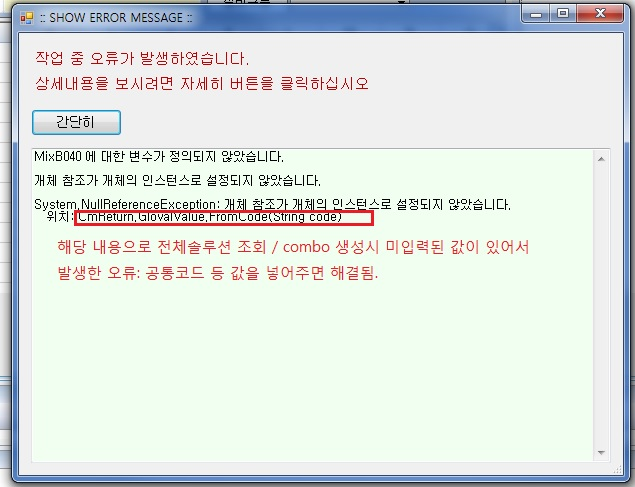 :: SHOW ERROR MESSAGE ::
작업 중 오류가 발생하였습니다.
상세내용을 보시려면 자세히 버튼을 클릭하십시오
간단히
MixB040 에 대한 변수가 정의되지 않았습니다.
개체 참조가 개체의 인스턴스로 설정되지 않았습니다.
System.NullReferenceException: 개체 참조가 개체의 인스턴스로 설정되지 않았습니다.
위치: CmReturn.GlovalValue.FromCode(String code)
해당 내용으로 전체솔루션 조회 / combo 생성시 미입력된 값이 있어서
발생한 오류: 공통코드 등 값을 넣어주면 해결됨.